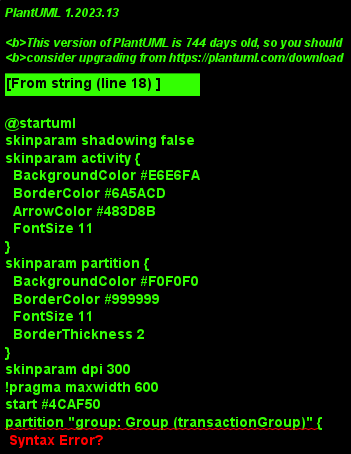 PlantUML 1.2023.13
<b>This version of PlantUML is 744 days old, so you should
<b>consider upgrading from https://plantuml.com/download
[From string (line 18) ]
@startuml
skinparam shadowing false
skinparam activity {
BackgroundColor #E6E6FA
BorderColor #6A5ACD
ArrowColor #483D8B
FontSize 11
}
skinparam partition {
BackgroundColor #F0F0F0
BorderColor #999999
FontSize 11
BorderThickness 2
}
skinparam dpi 300
!pragma maxwidth 600
start #4CAF50
partition "group: Group (transactionGroup)" {
Syntax Error?